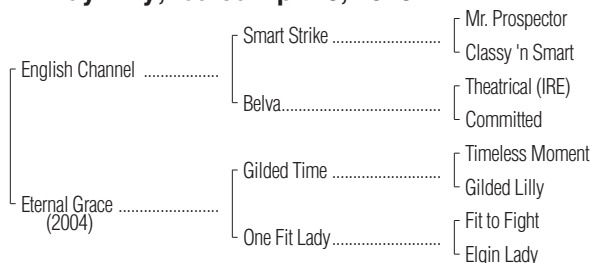 Mr. Prospector
Smart Strike ........................................
Classy 'n Smart
English Channel ..................
Theatrical (IRE)
Belva..........................................
Committed
Timeless Moment
Gilded Time ........................................
Gilded Lilly
Eternal Grace ........................
(2004)
Fit to Fight
One Fit Lady............................
Elgin Lady